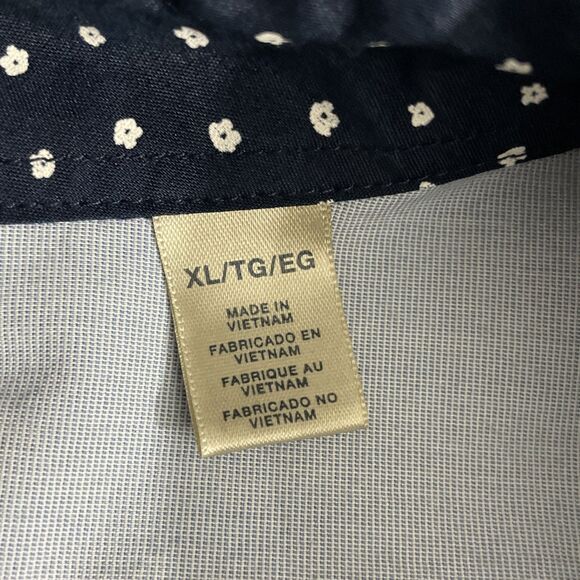 XL/TG/EG
MADE IN
VIETNAM
FABRICADO EN
VIETNAM
FABRIQUE AU
VIETNAM
FABRICADO NO
VIETNAM